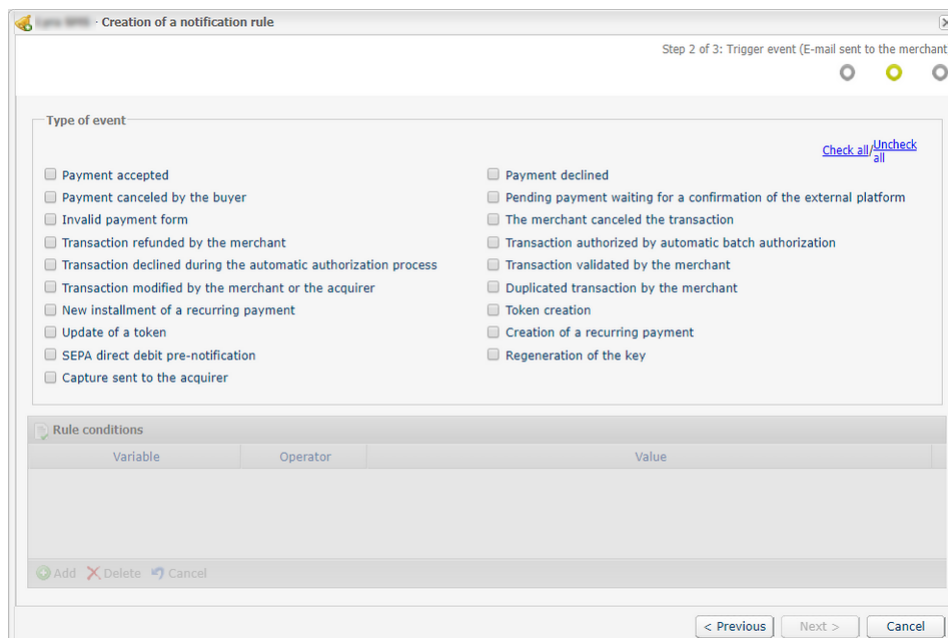 · Creation of a notification rule
Step 2 of 3: Trigger event (E-mail sent to the merchant
Type of event
Check all/Uncheck
all
Payment accepted
Payment declined
Payment canceled by the buyer
Pending payment waiting for a confirmation of the external platform
Invalid payment form
The merchant canceled the transaction
Transaction refunded by the merchant
Transaction authorized by automatic batch authorization
Transaction declined during the automatic authorization process
Transaction validated by the merchant
Transaction modified by the merchant or the acquirer
Duplicated transaction by the merchant
New installment of a recurring payment
Token creation
Update of a token
Creation of a recurring payment
SEPA direct debit pre-notification
Regeneration of the key
Capture sent to the acquirer
Rule conditions
Variable Operator Value
Add Delete Cancel
< Previous Next > Cancel